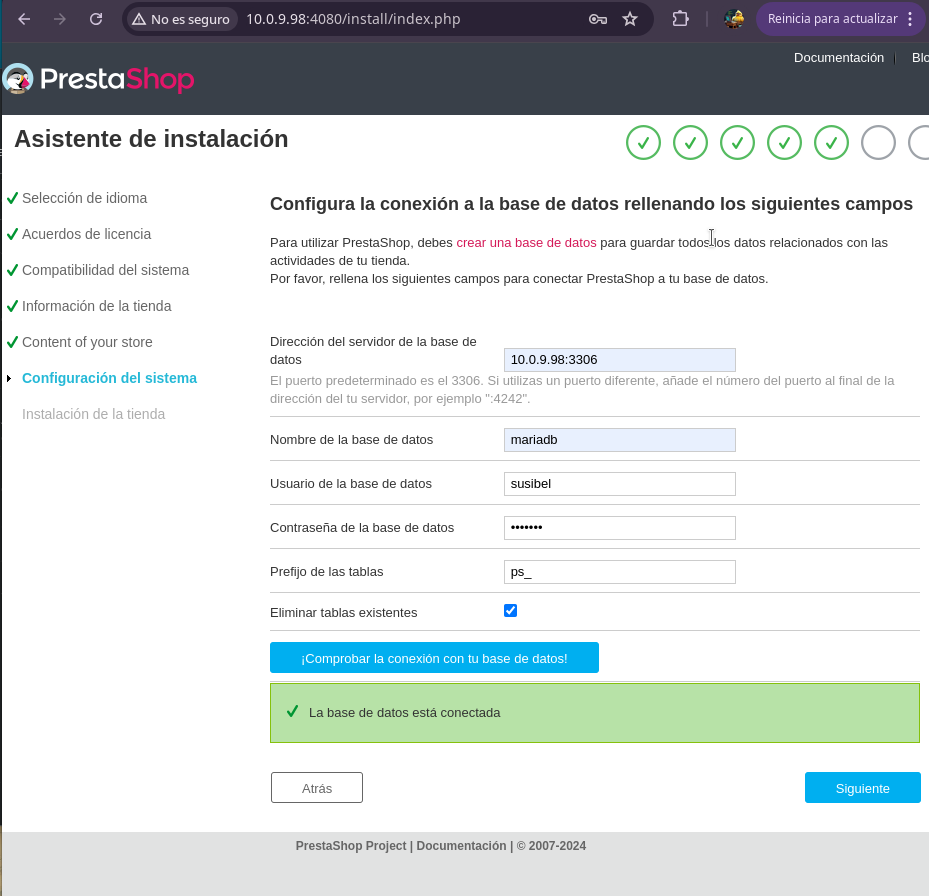 No es seguro
10.0.9.98:4080/install/index.php
Reinicia para actualizar
Documentación
PrestaShop
Asistente de instalación
Selección de idioma
Acuerdos de licencia
Compatibilidad del sistema
Información de la tienda
Content of your store
Configuración del sistema
Instalación de la tienda
Configura la conexión a la base de datos rellenando los siguientes campos
Para utilizar PrestaShop, debes crear una base de datos para guardar todos los datos relacionados con las
actividades de tu tienda.
Por favor, rellena los siguientes campos para conectar PrestaShop a tu base de datos.
Dirección del servidor de la base de
datos
10.0.9.98:3306
El puerto predeterminado es el 3306. Si utilizas un puerto diferente, añade el número del puerto al final de la
dirección del tu servidor, por ejemplo ":4242".
Nombre de la base de datos
mariadb
Usuario de la base de datos
susibel
Contraseña de la base de datos
•••••••
Prefijo de las tablas
ps_
Eliminar tablas existentes
¡Comprobar la conexión con tu base de datos!
La base de datos está conectada
Atrás
Siguiente
PrestaShop Project | Documentación | © 2007-2024